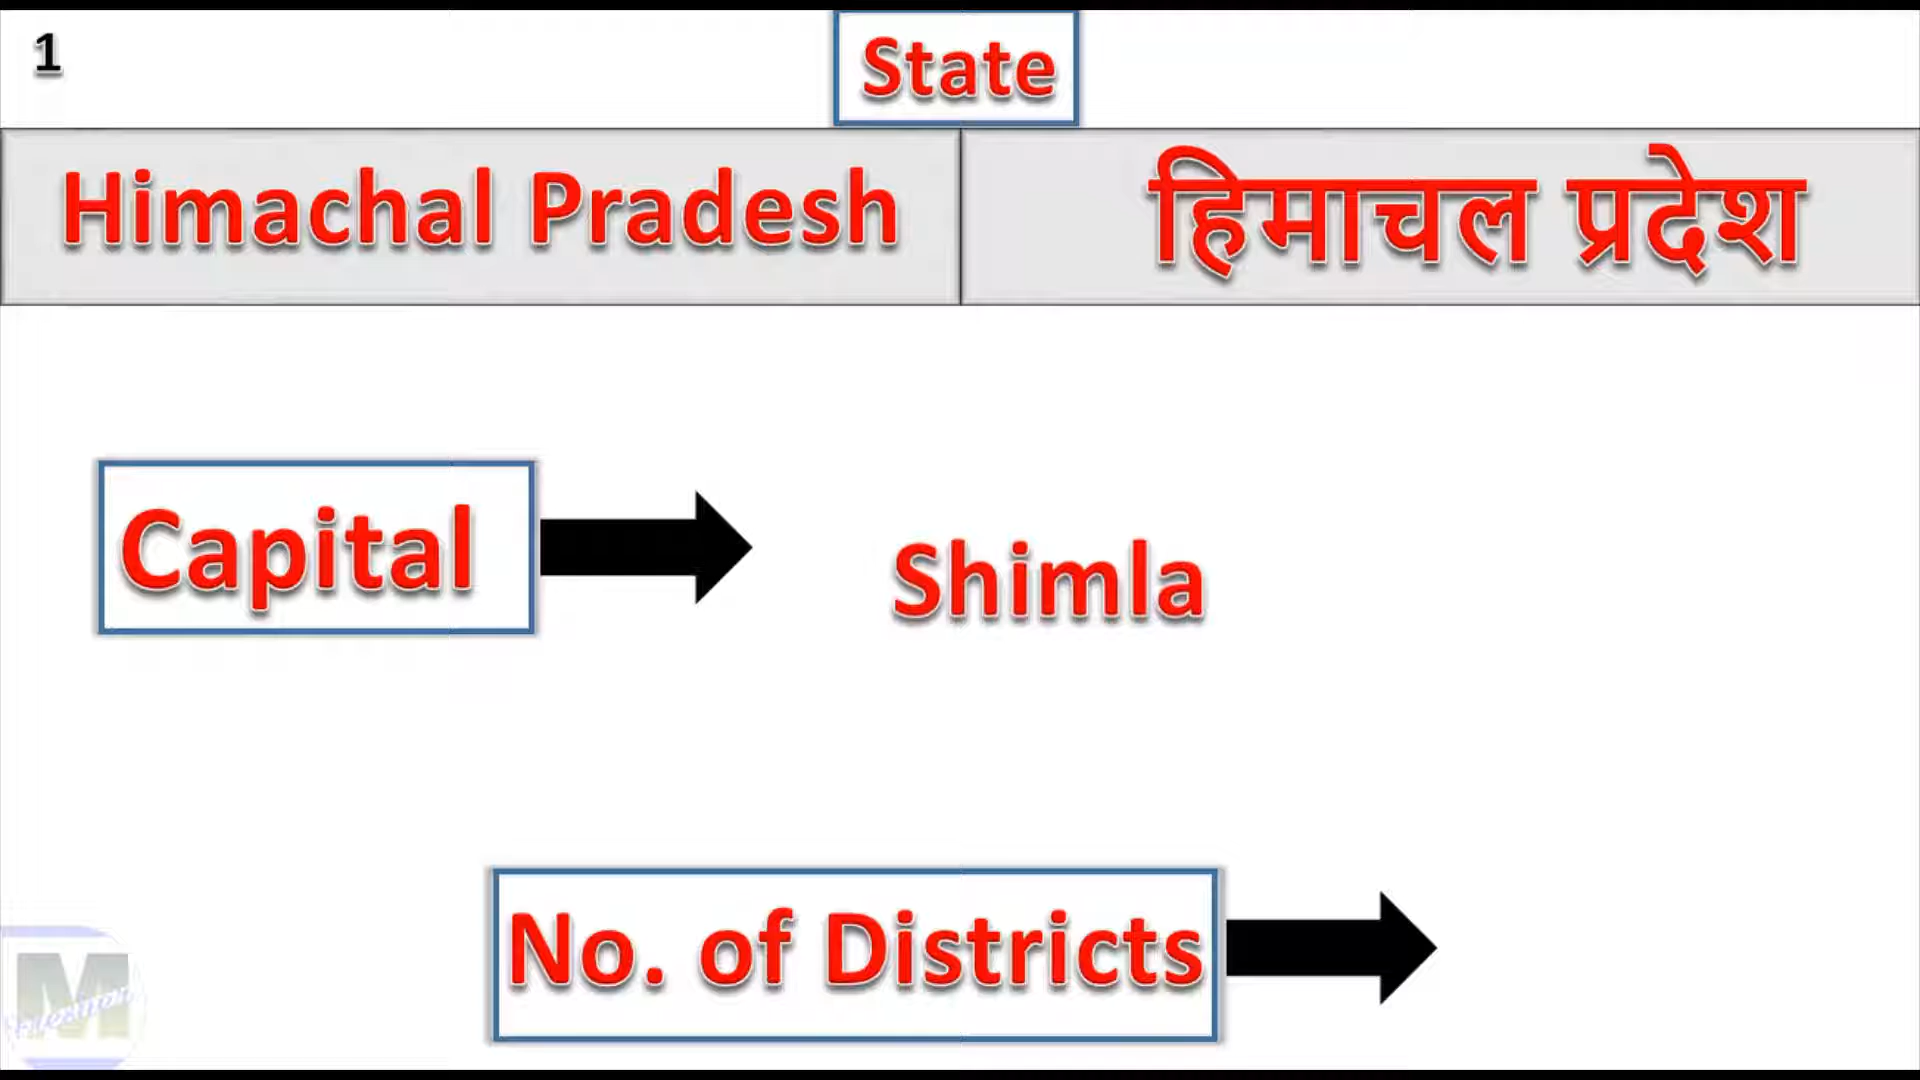 1
State
Himachal Pradesh
हिमाचल प्रदेश
Capital
Shimla
No. of Districts
M